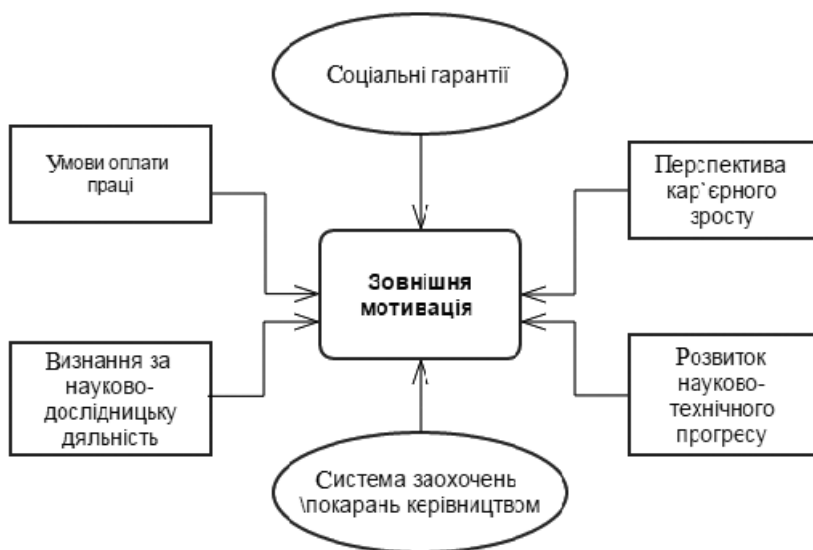 Соціальні гарантії
Умови оплати
праці
Перспектива
кар`єрного
зросту
Зовнішня
мотивація
Визнання за
науково-
дослідницьку
дяльність
Розвиток
науково-
технічного
прогресу
Система заохочень
\покарань керівництвом